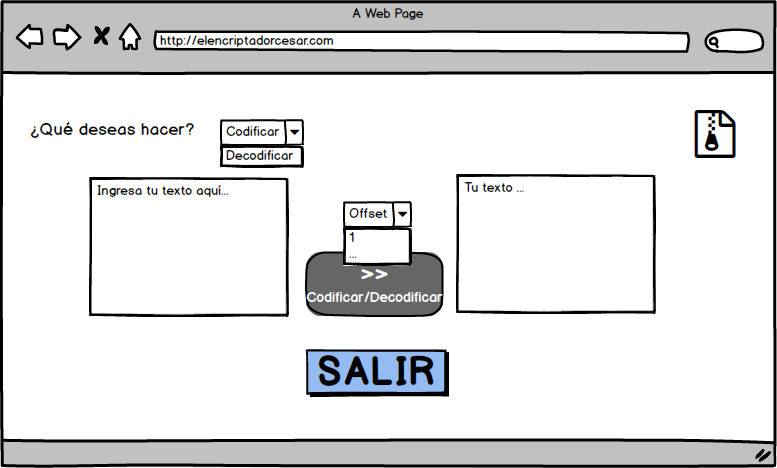 A Web Page
http://elencriptadorcesar.com
¿Qué deseas hacer?
Codificar
Decodificar
Ingresa tu texto aquí...
Offset
1
...
>>
Codificar/Decodificar
Tu texto ...
SALIR